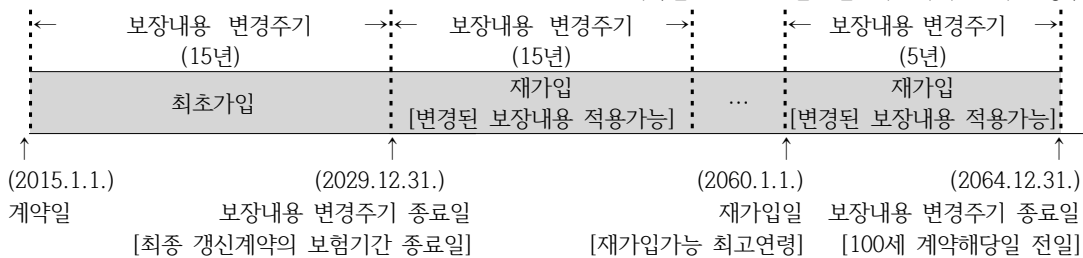 |← 보장내용 변경주기 →|← 보장내용 변경주기 →| |← 보장내용 변경주기 →|
(15년) (15년) (5년)
최초가입 재가입 … 재가입
[변경된 보장내용 적용가능] [변경된 보장내용 적용가능]
↑ ↑ ↑ ↑
(2015.1.1.) (2029.12.31.) (2060.1.1.) (2064.12.31.)
계약일 보장내용 변경주기 종료일 재가입일 보장내용 변경주기 종료일
[최종 갱신계약의 보험기간 종료일] [재가입가능 최고연령] [100세 계약해당일 전일]